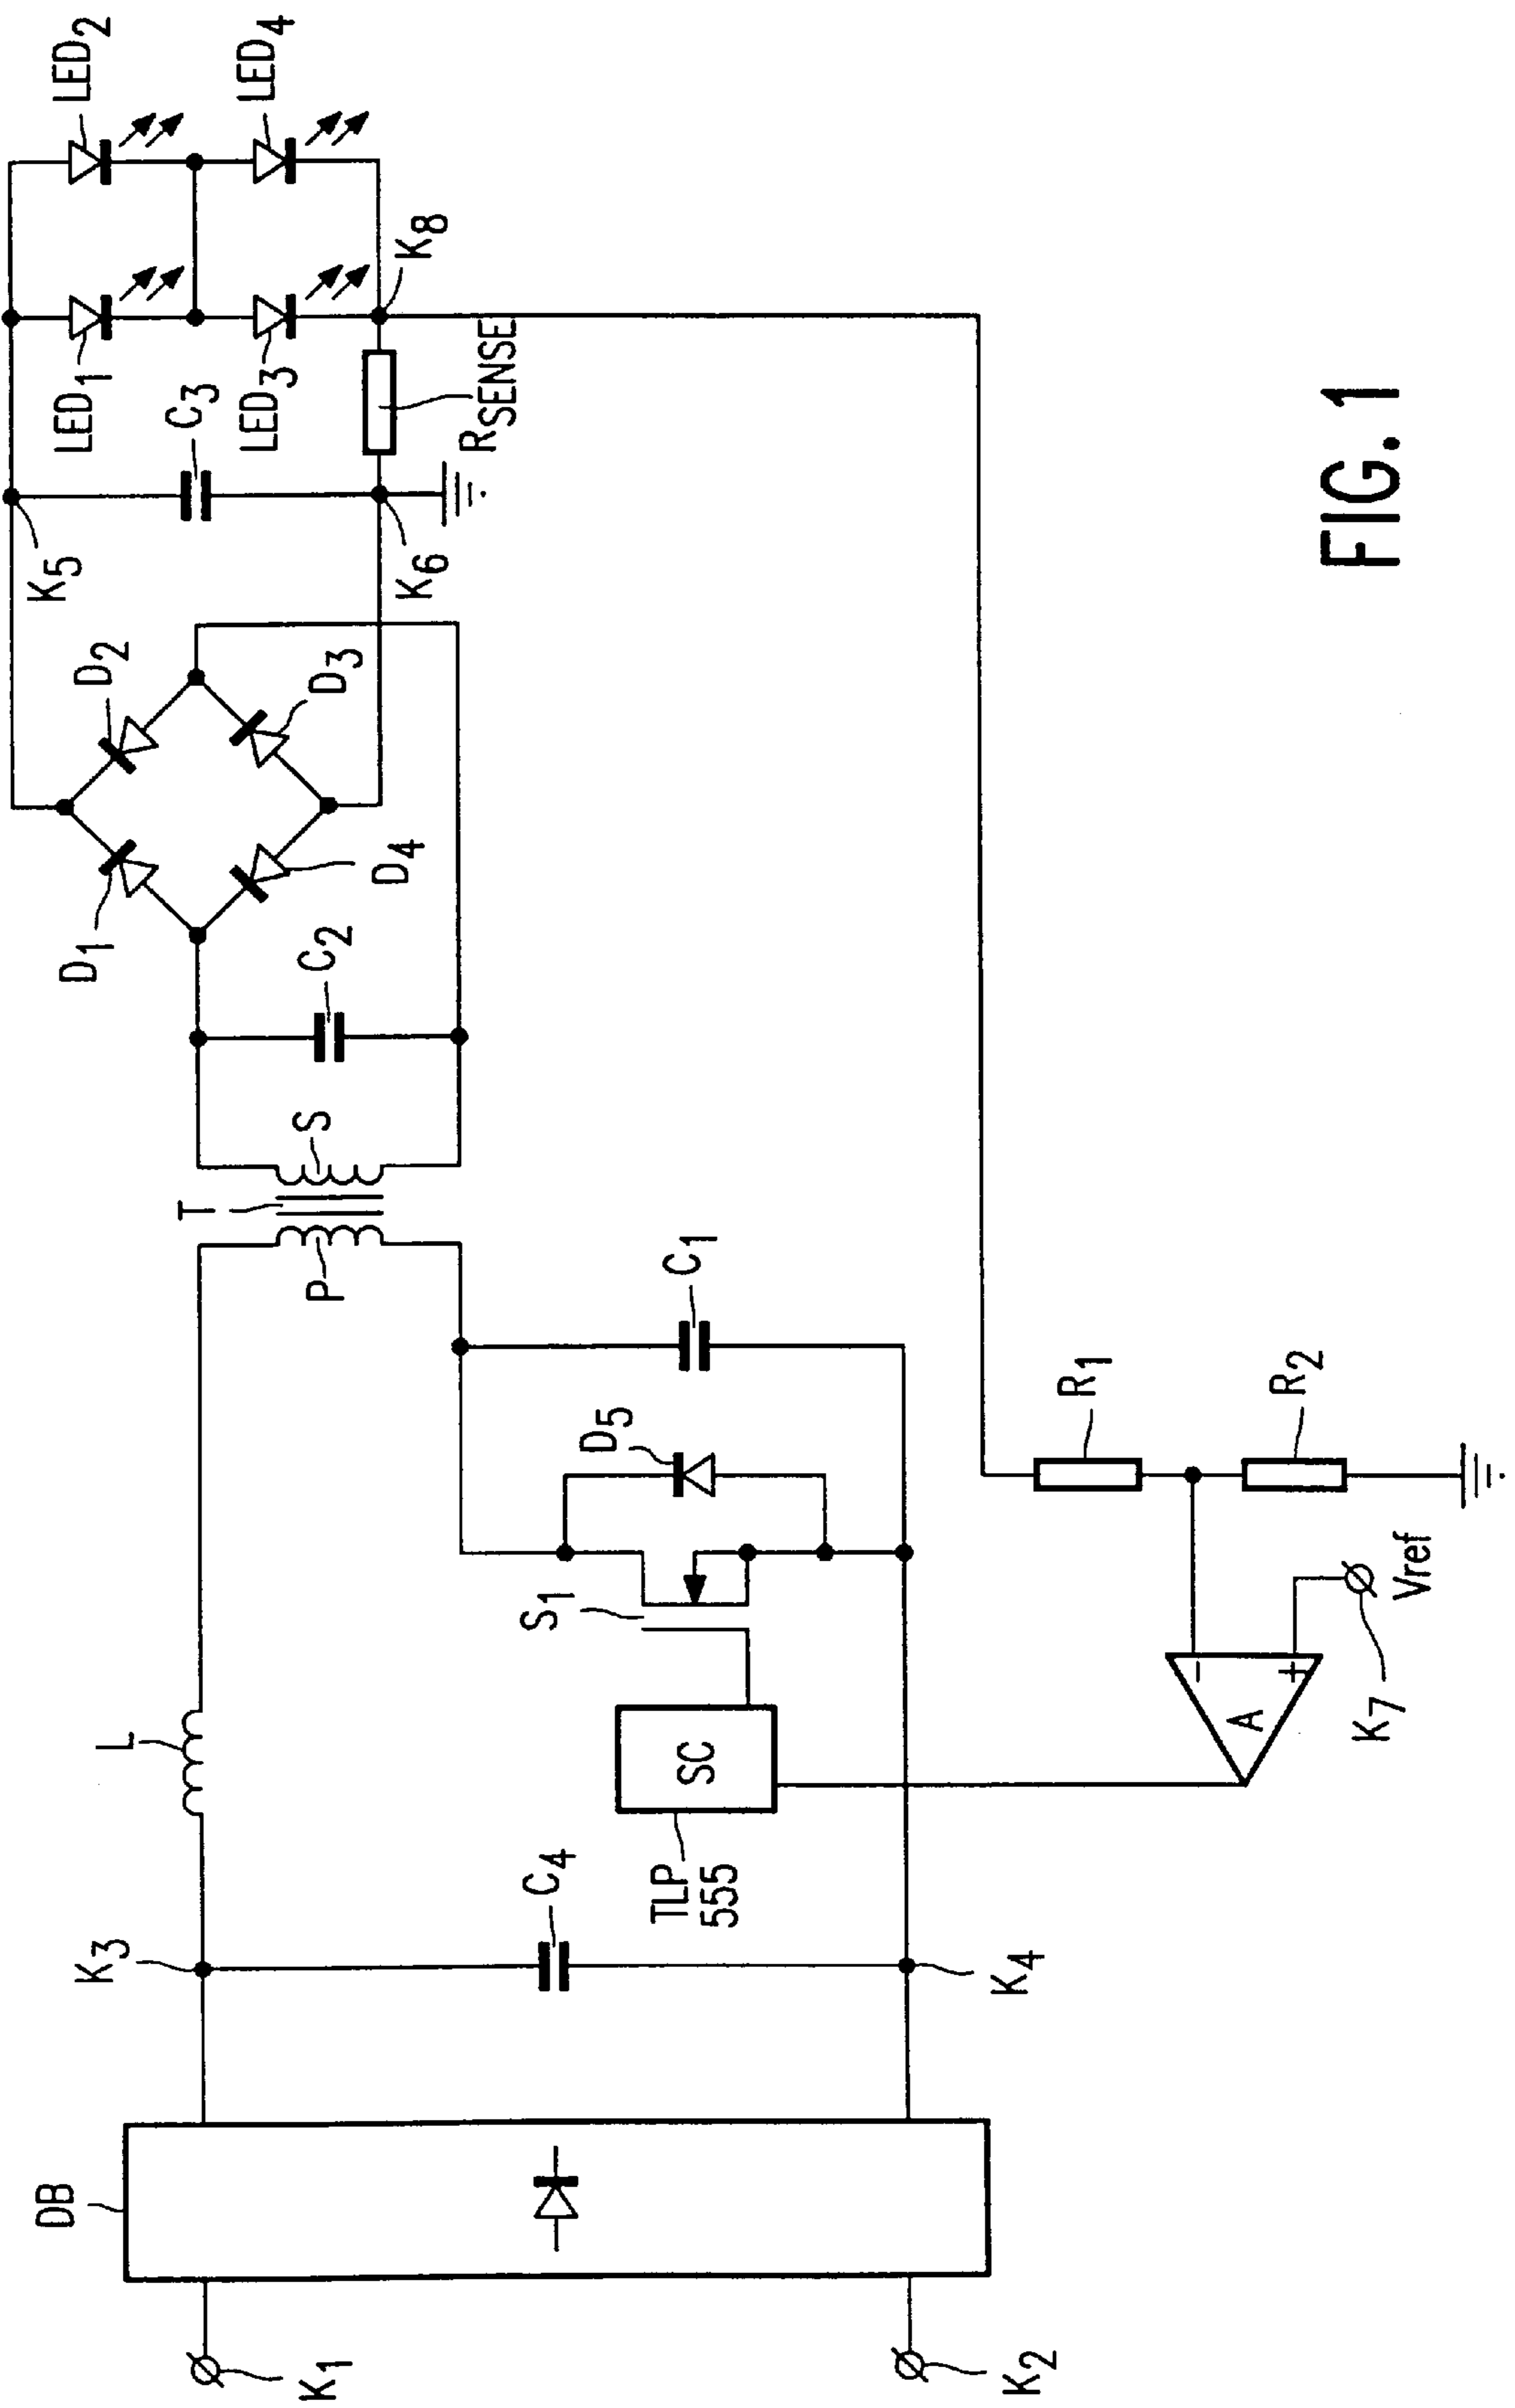 DB
K1
K2
K3
K4
C4
L
TLP
555
SC
S1
D5
C1
P
T
S
C2
D1
D2
D3
D4
K5
K6
C3
LED1
LED2
LED3
LED4
RSENSE
K8
R1
R2
A
-
+
K7
Vref
FIG. 1